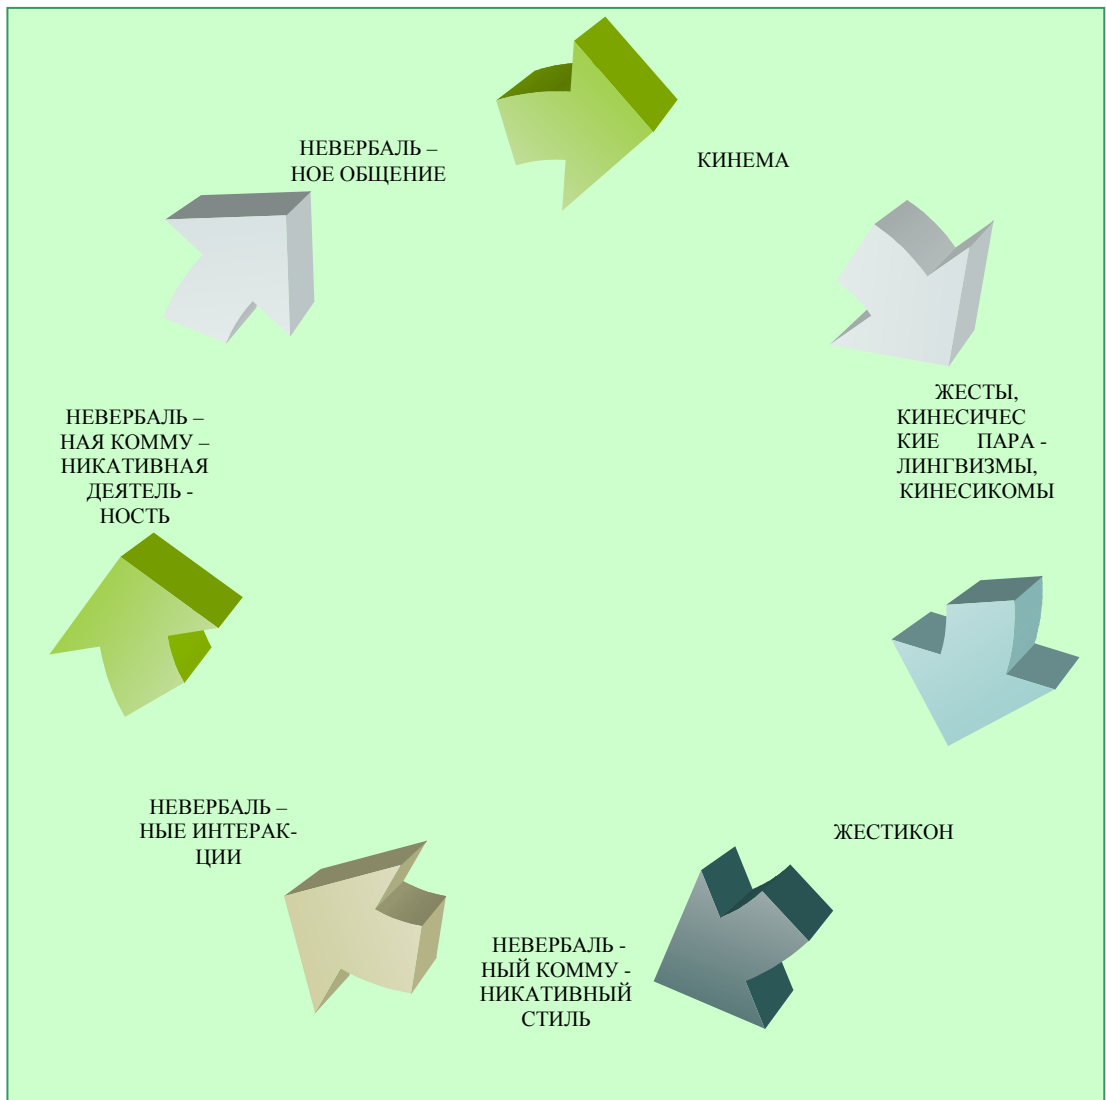 НЕВЕРБАЛЬ –
НОЕ ОБЩЕНИЕ
КИНЕМА
ЖЕСТЫ,
КИНЕСИЧЕС
КИЕ ПАРА -
ЛИНГВИЗМЫ,
КИНЕСИКОМЫ
НЕВЕРБАЛЬ –
НАЯ КОММУ –
НИКАТИВНАЯ
ДЕЯТЕЛЬ -
НОСТЬ
НЕВЕРБАЛЬ –
НЫЕ ИНТЕРАК-
ЦИИ
ЖЕСТИКОН
НЕВЕРБАЛЬ -
НЫЙ КОММУ -
НИКАТИВНЫЙ
СТИЛЬ